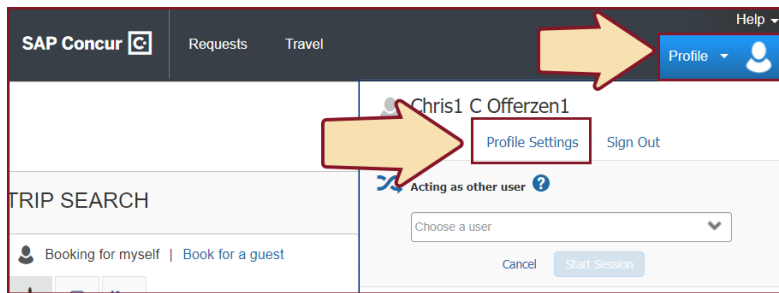 Help
SAP Concur C Requests Travel
Profile
Chris1 C Offerzen1
Profile Settings Sign Out
Acting as other user ?
TRIP SEARCH
Choose a user
Booking for myself | Book for a guest
Cancel Start Session